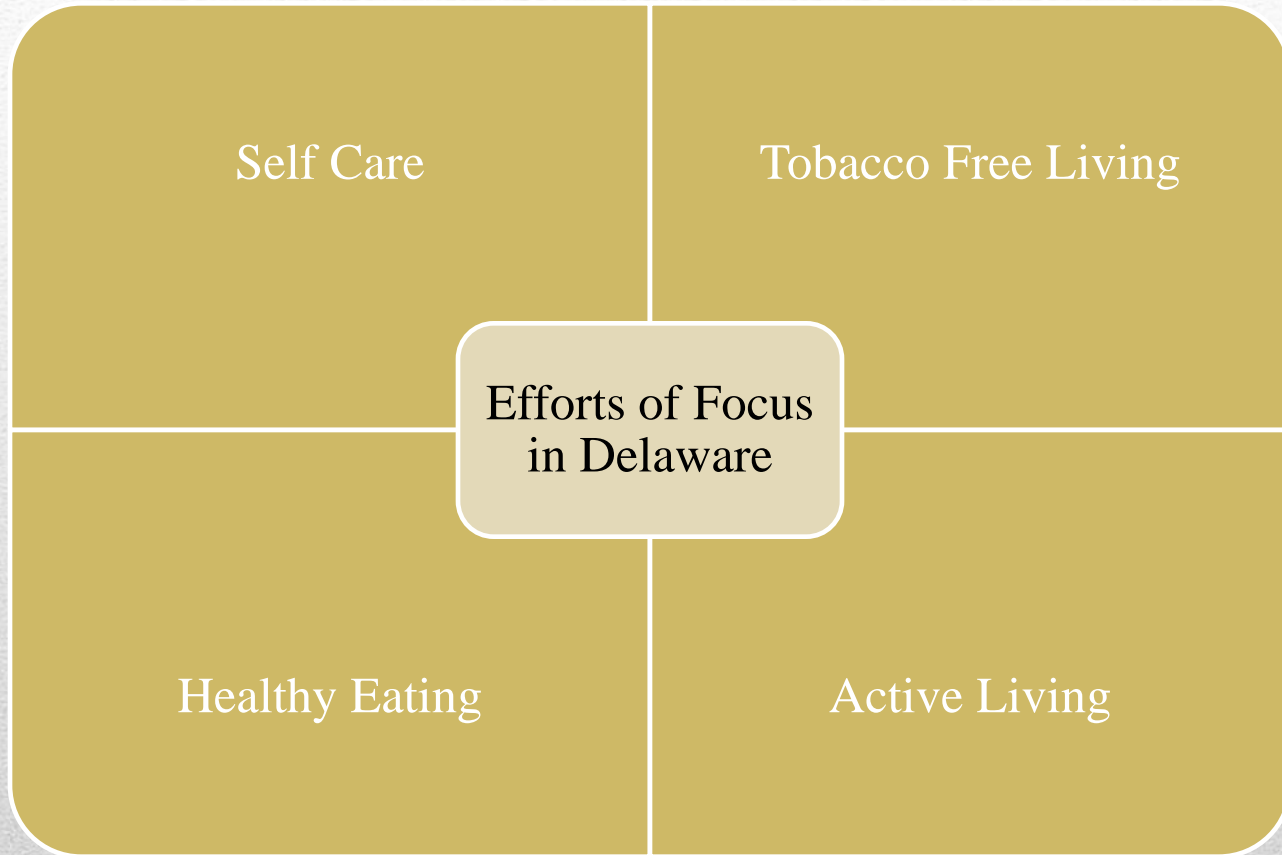 Self Care
Tobacco Free Living
Efforts of Focus
in Delaware
Healthy Eating
Active Living